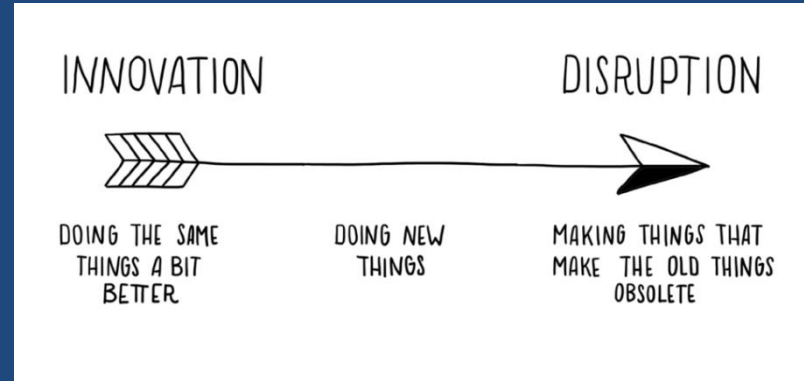 INNOVATION
DISRUPTION
DOING THE SAME
THINGS A BIT
BETTER
DOING NEW
THINGS
MAKING THINGS THAT
MAKE THE OLD THINGS
OBSOLETE